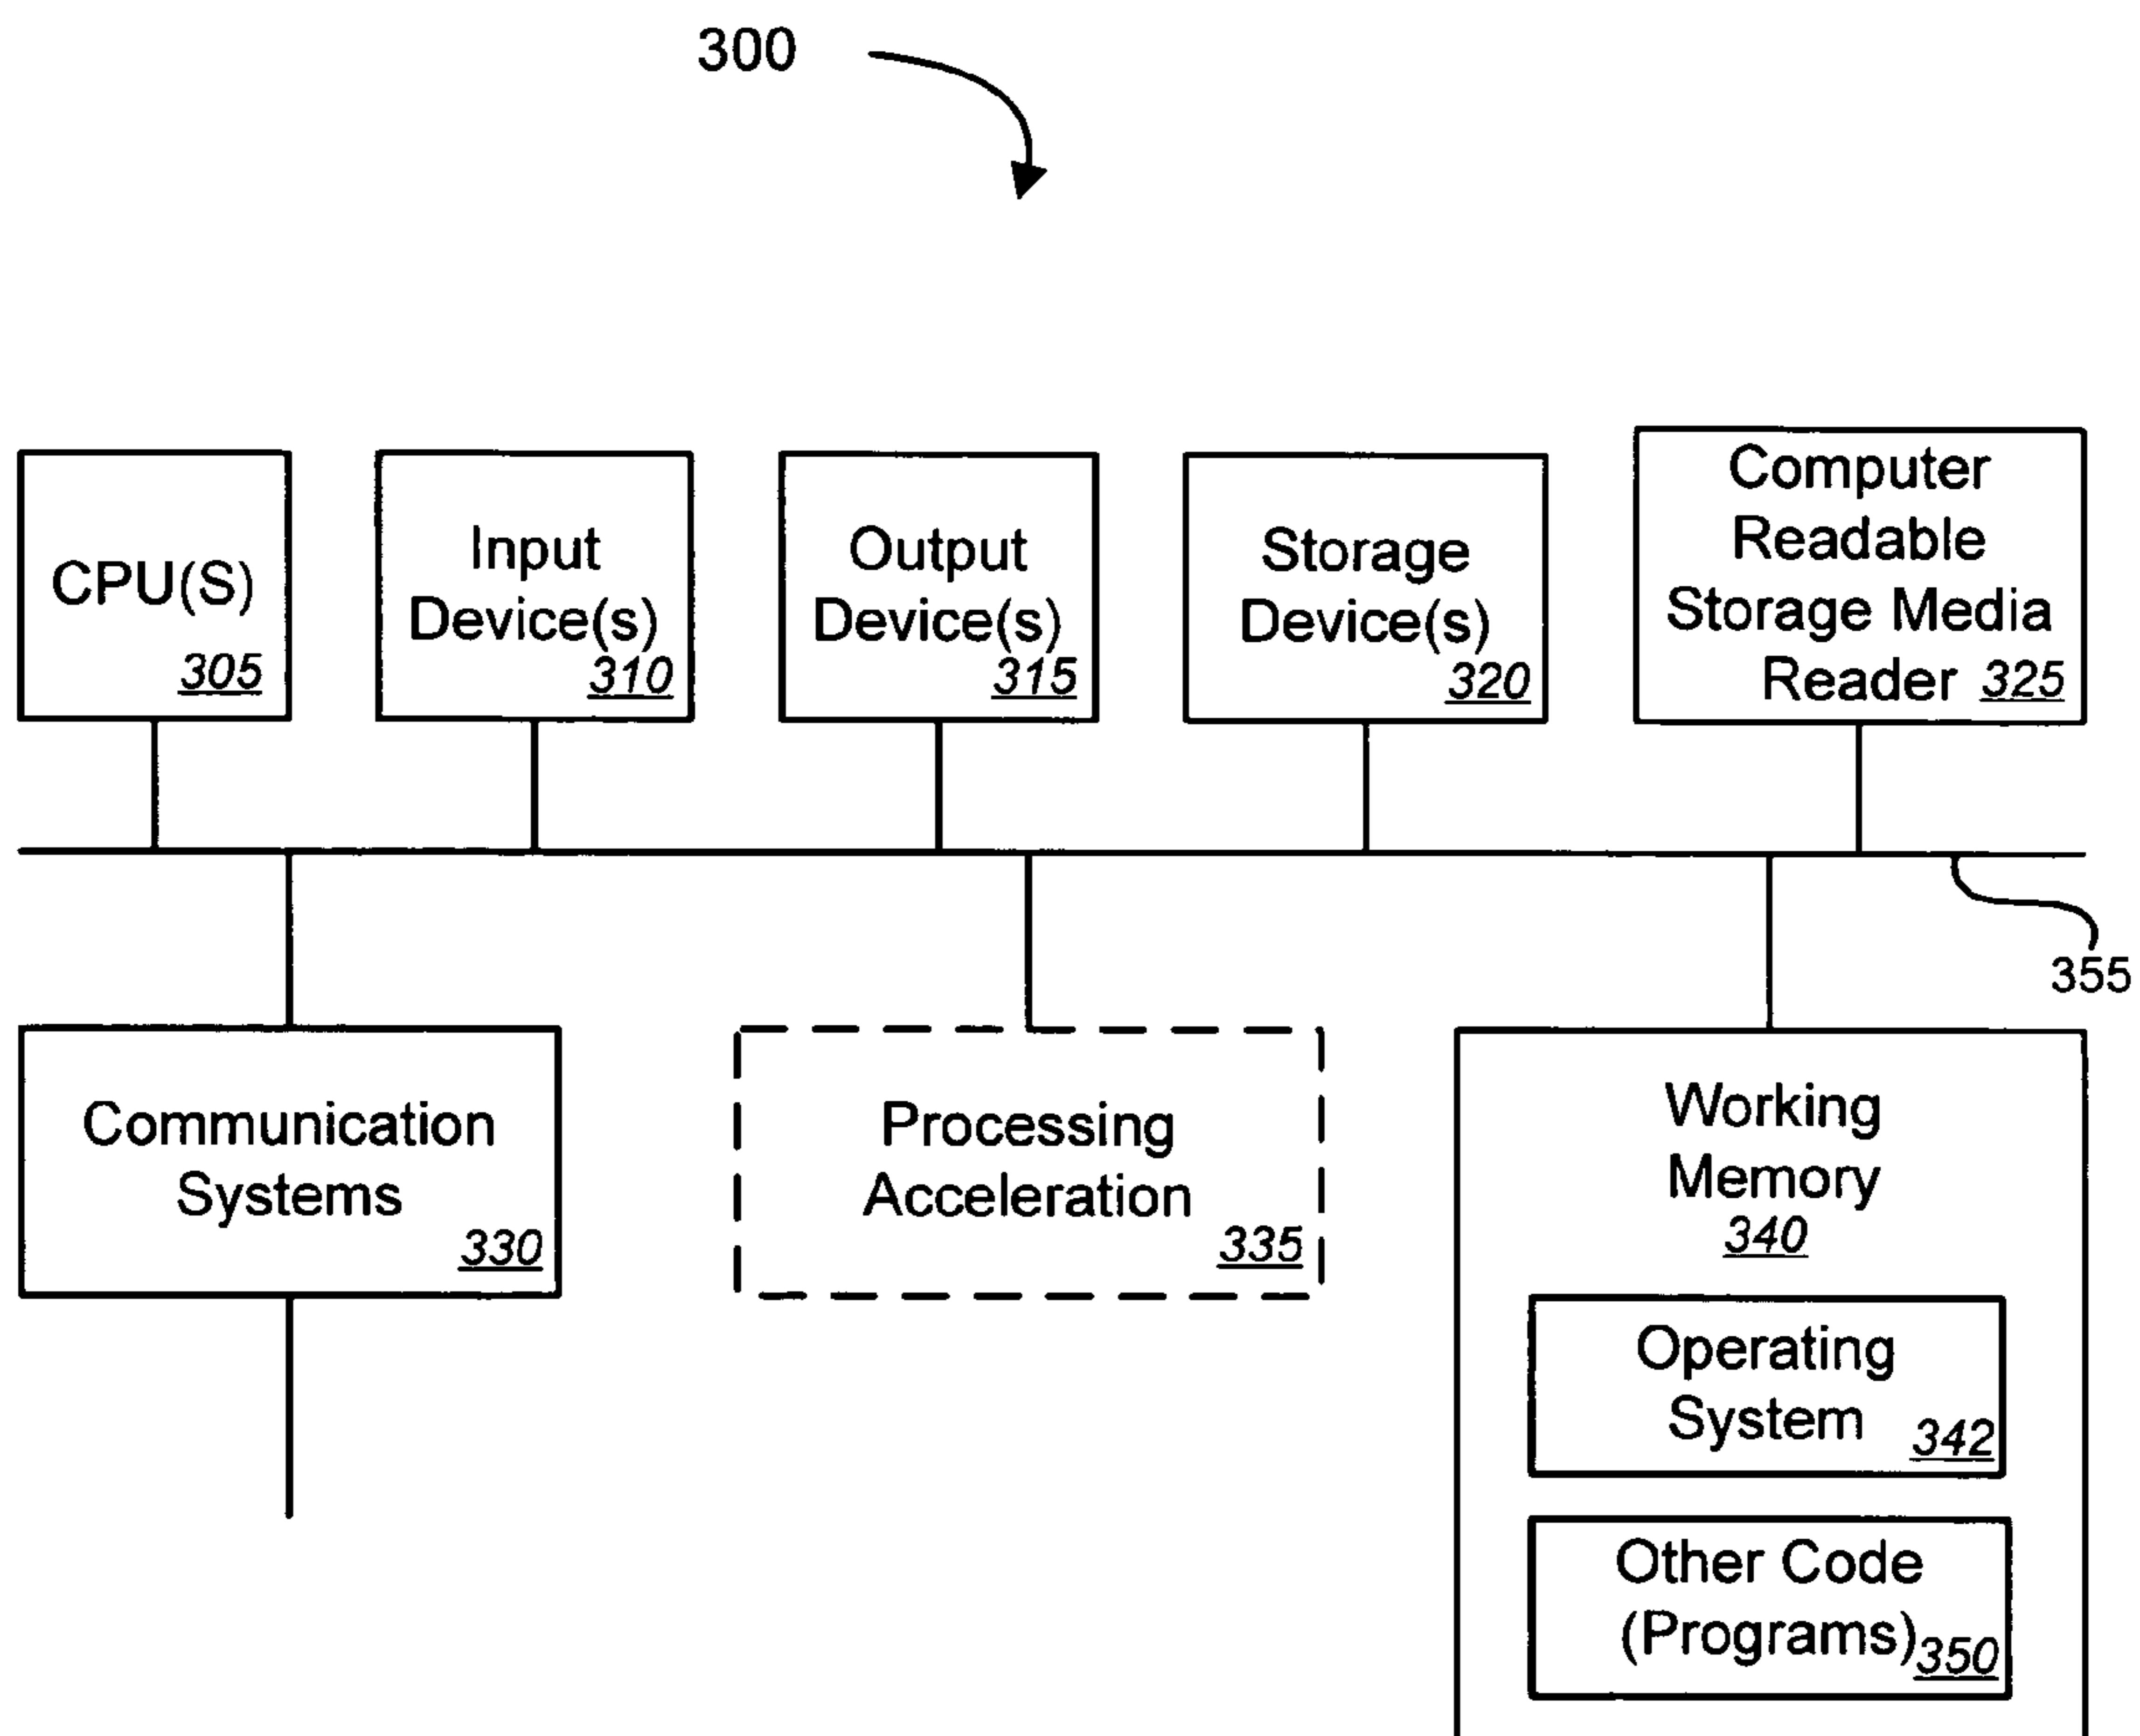 300
CPU(S)
305
Input
Device(s)
310
Output
Device(s)
315
Storage
Device(s)
320
Computer
Readable
Storage Media
Reader 325
355
Communication
Systems
330
Processing
Acceleration
335
Working
Memory
340
Operating
System
342
Other Code
(Programs)
350